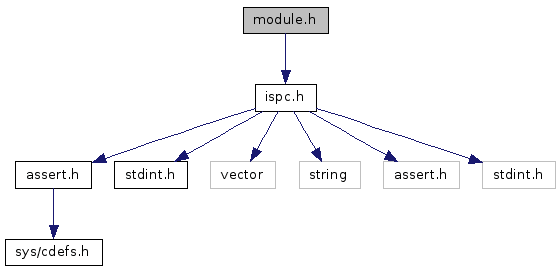 module.h
ispc.h
assert.h
stdint.h
vector
string
assert.h
stdint.h
sys/cdefs.h